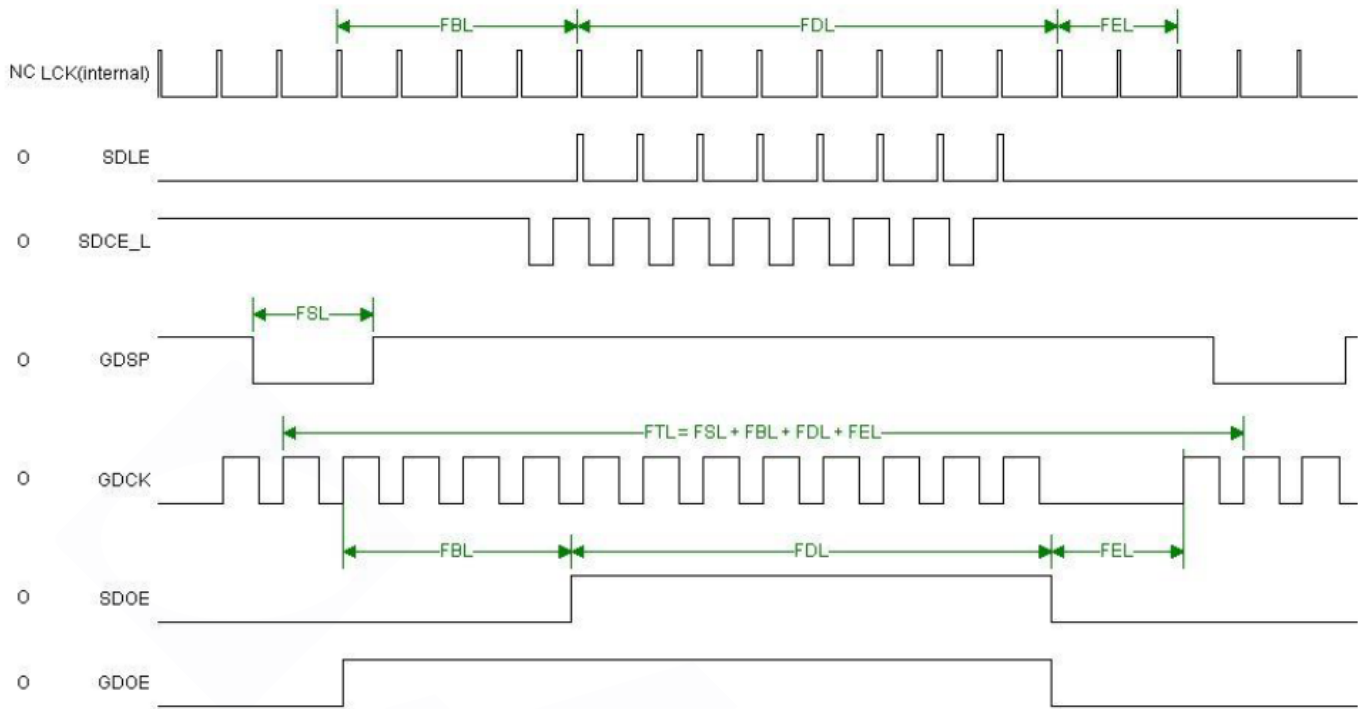 FBL FDL FEL
NC LCK(internal)
O SDLE
O SDCE_L
FSL
O GDSP
FTL = FSL + FBL + FDL + FEL
O GDCK
FBL FDL FEL
O SDOE
O GDOE